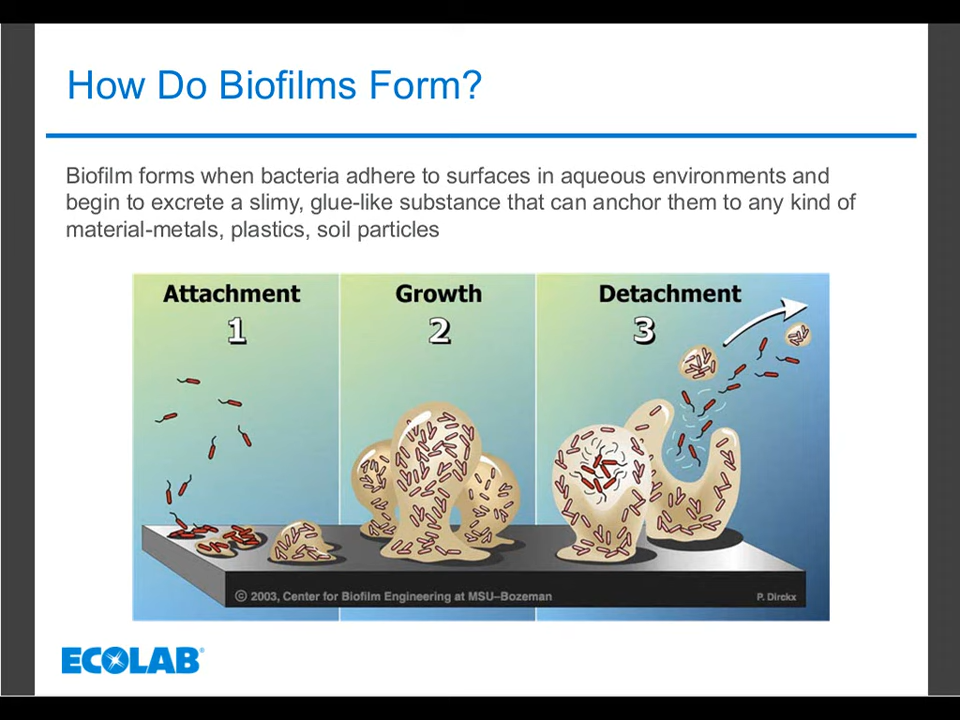 How Do Biofilms Form?
Biofilm forms when bacteria adhere to surfaces in aqueous environments and
begin to excrete a slimy, glue-like substance that can anchor them to any kind of
material-metals, plastics, soil particles
Attachment
1
Growth
2
Detachment
3
© 2003, Center for Biofilm Engineering at MSU–Bozeman
P. Dirckx
ECOLAB®